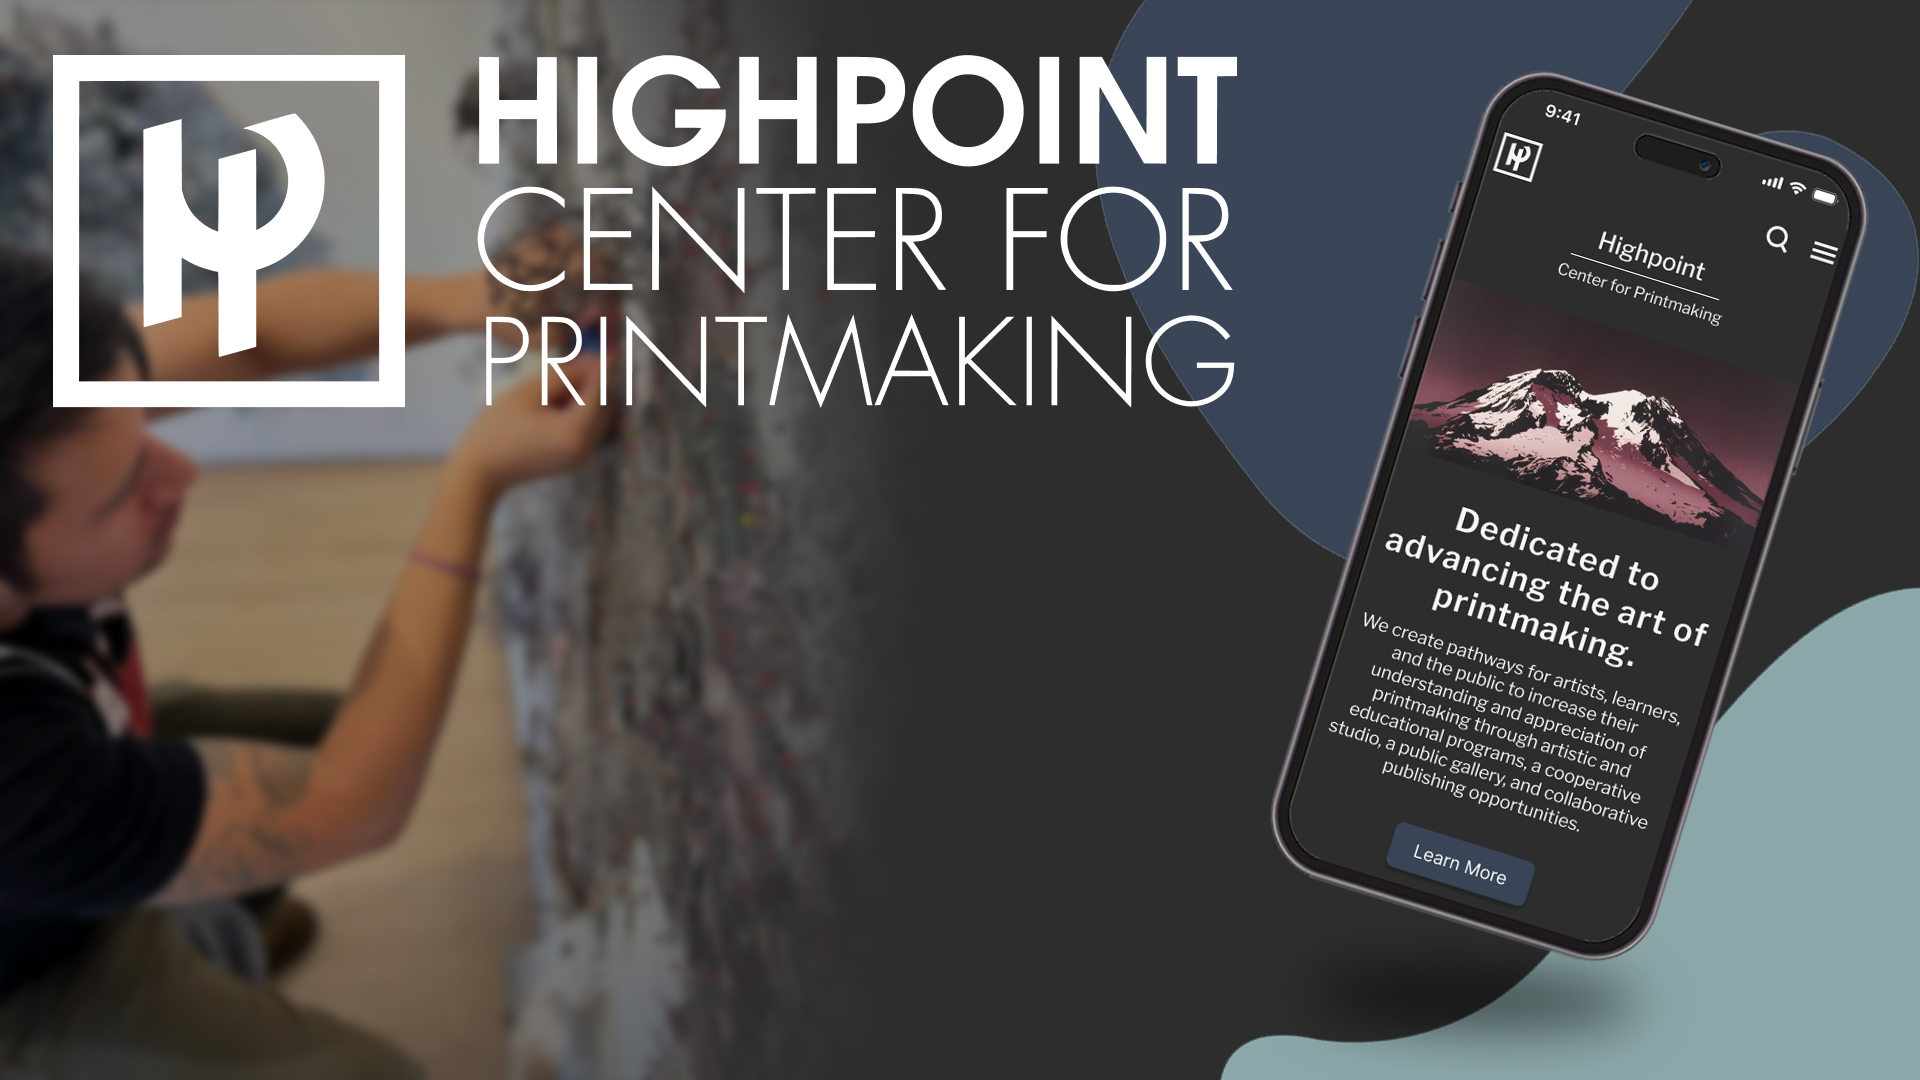 HP
HIGHPOINT
CENTER FOR
PRINTMAKING
9:41
HP
Highpoint
Center for Printmaking
Dedicated to
advancing the art of
printmaking.
We create pathways for artists, learners,
and the public to increase their
understanding and appreciation of
printmaking through artistic and
educational programs, a cooperative
studio, a public gallery, and collaborative
publishing opportunities.
Learn More